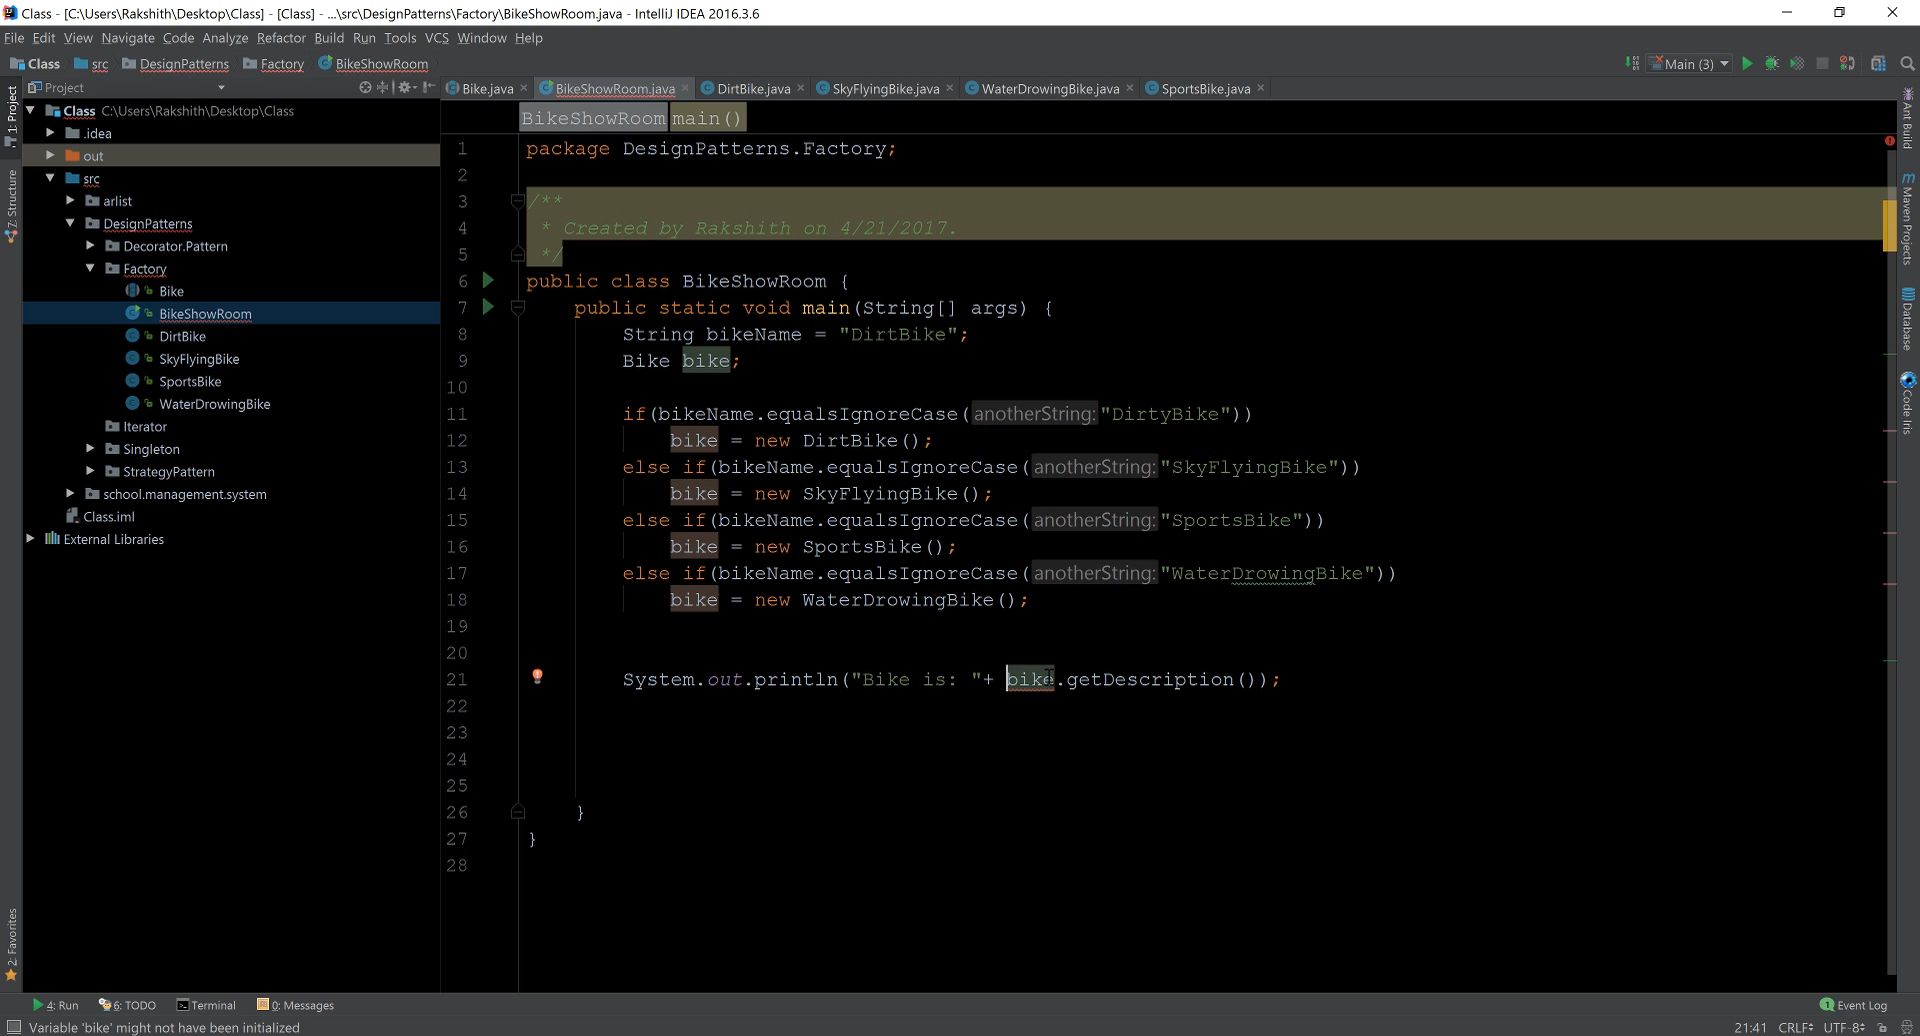 Class - [C:\Users\Rakshith\Desktop\Class] - [Class] - ...\src\DesignPatterns\Factory\BikeShowRoom.java - IntelliJ IDEA 2016.3.6
File Edit View Navigate Code Analyze Refactor Build Run Tools VCS Window Help
Class src DesignPatterns Factory BikeShowRoom
Main (3)
Project
Bike.java BikeShowRoom.java DirtBike.java SkyFlyingBike.java WaterDrowingBike.java SportsBike.java
1: Project
Z: Structure
2: Favorites
Class C:\Users\Rakshith\Desktop\Class
.idea
out
src
arlist
DesignPatterns
Decorator.Pattern
Factory
Bike
BikeShowRoom
DirtBike
SkyFlyingBike
SportsBike
WaterDrowingBike
Iterator
Singleton
StrategyPattern
school.management.system
Class.iml
External Libraries
BikeShowRoom main()
1 package DesignPatterns.Factory;
2
3 /**
4 * Created by Rakshith on 4/21/2017.
5 */
6 public class BikeShowRoom {
7 public static void main(String[] args) {
8 String bikeName = "DirtBike";
9 Bike bike;
10
11 if(bikeName.equalsIgnoreCase( anotherString: "DirtyBike"))
12 bike = new DirtBike();
13 else if(bikeName.equalsIgnoreCase( anotherString: "SkyFlyingBike"))
14 bike = new SkyFlyingBike();
15 else if(bikeName.equalsIgnoreCase( anotherString: "SportsBike"))
16 bike = new SportsBike();
17 else if(bikeName.equalsIgnoreCase( anotherString: "WaterDrowingBike"))
18 bike = new WaterDrowingBike();
19
20
21 System.out.println("Bike is: "+ bike.getDescription());
22
23
24
25
26 }
27 }
28
Ant Build
Maven Projects
Database
Code Iris
4: Run 6: TODO Terminal 0: Messages
1 Event Log
Variable 'bike' might not have been initialized
21:41 CRLF UTF-8